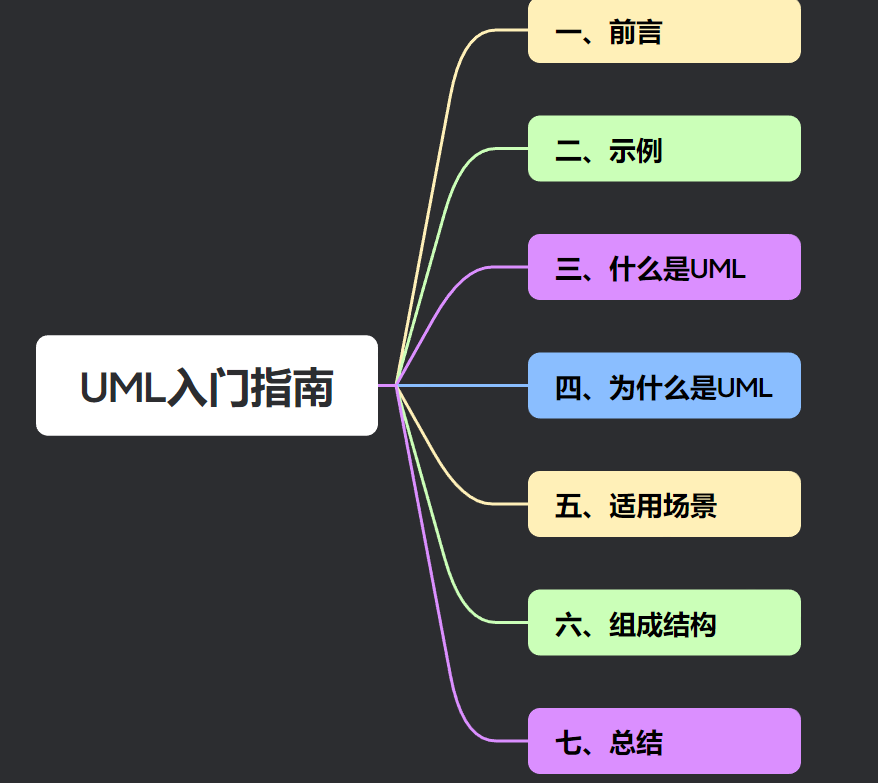 一、前言
二、示例
三、什么是UML
UML入门指南
四、为什么是UML
五、适用场景
六、组成结构
七、总结